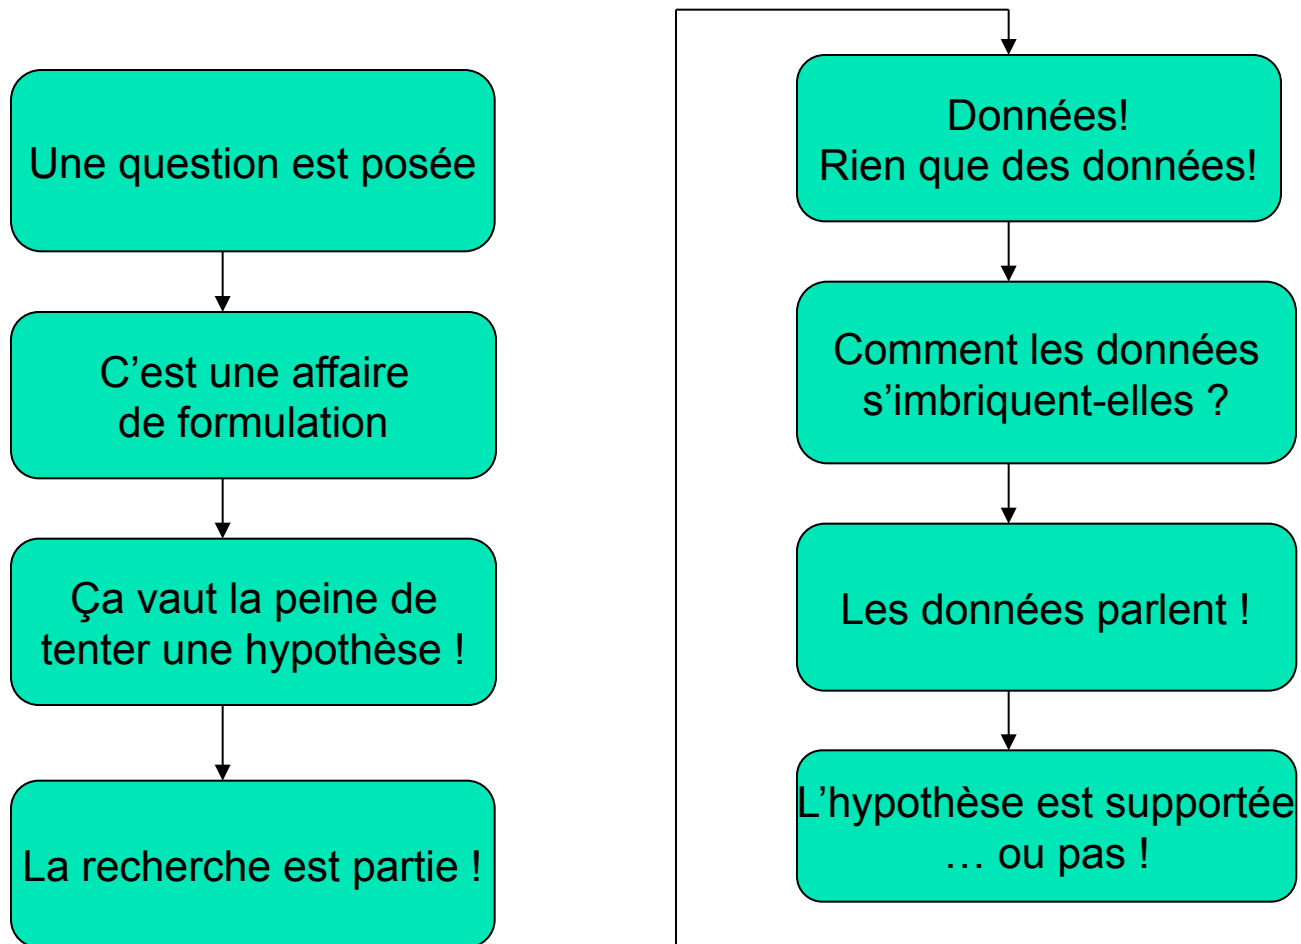 Une question est posée
C’est une affaire
de formulation
Ça vaut la peine de
tenter une hypothèse !
La recherche est partie !
Données!
Rien que des données!
Comment les données
s’imbriquent-elles ?
Les données parlent !
L’hypothèse est supportée
… ou pas !